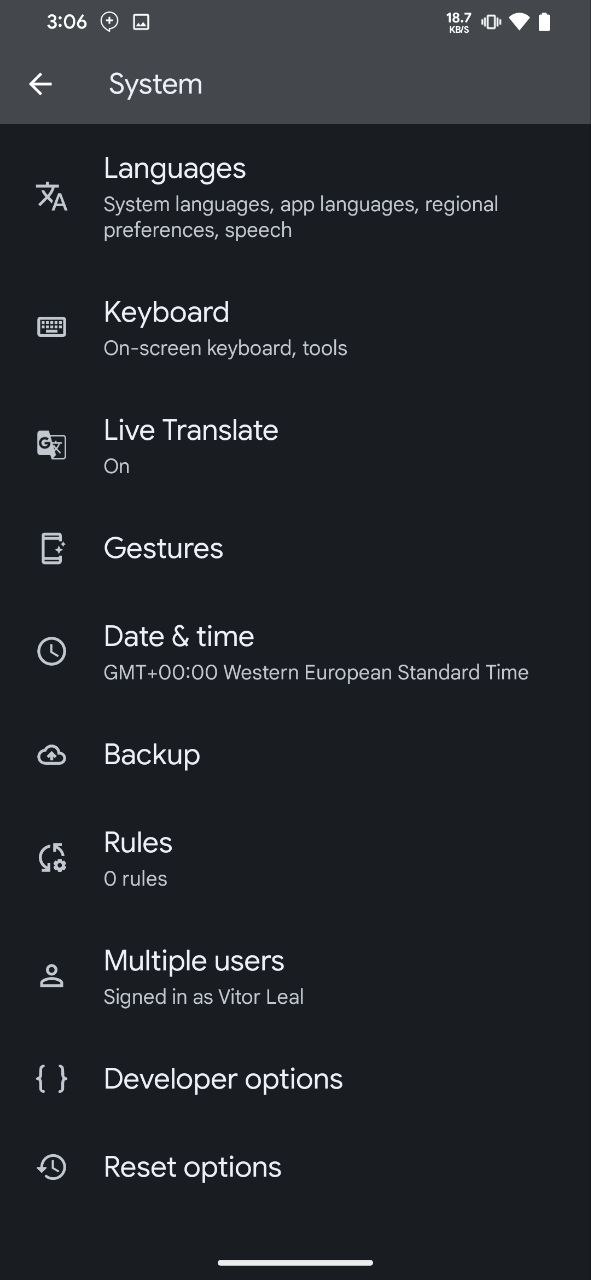 3:06
18.7
KB/S
System
Languages
System languages, app languages, regional
preferences, speech
Keyboard
On-screen keyboard, tools
Live Translate
On
Gestures
Date & time
GMT+00:00 Western European Standard Time
Backup
Rules
0 rules
Multiple users
Signed in as Vitor Leal
Developer options
Reset options